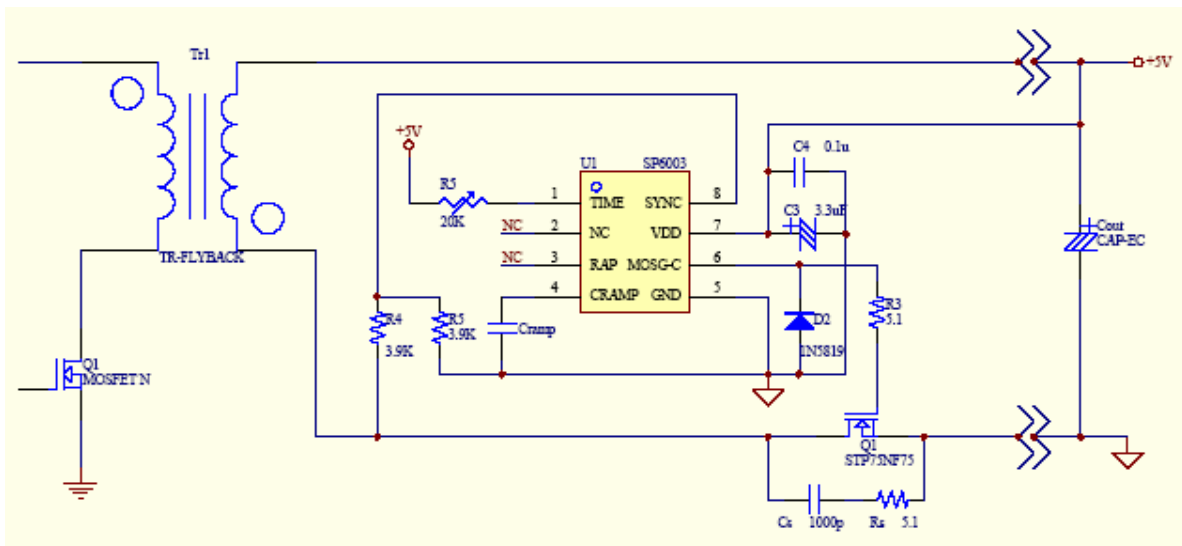 Tr1
+5V
+5V
C4 0.1u
U1 SP6003
R5
20K
1 TIME SYNC 8
C3 3.3uF
NC 2 NC VDD 7
Cout
CAP-EC
TR-FLYBACK
NC 3 RAP MOSG-C 6
4 CRAMP GND 5
R4
3.9K
R5
3.9K
Cramp
D2
1N5819
R3
5.1
Q1
MOSFET N
Q1
STP75NF75
Cs 1000p Rs 5.1